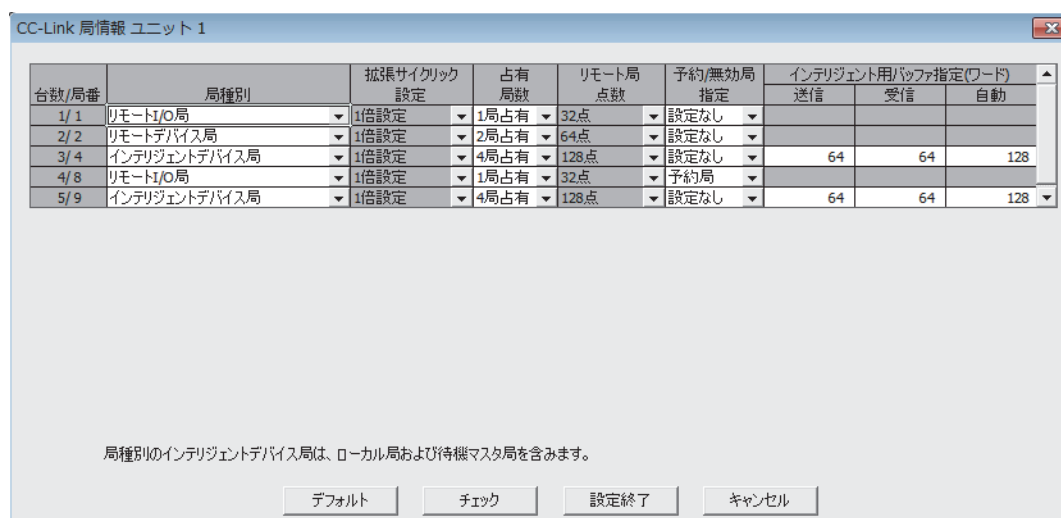 CC-Link 局情報 ユニット 1
台数/局番 局種別 拡張サイクリック設定 占有局数 リモート局点数 予約/無効局指定 インテリジェント用バッファ指定(ワード) 送信 受信 自動
1/ 1 リモートI/O局 1倍設定 1局占有 32点 設定なし
2/ 2 リモートデバイス局 1倍設定 2局占有 64点 設定なし
3/ 4 インテリジェントデバイス局 1倍設定 4局占有 128点 設定なし 64 64 128
4/ 8 リモートI/O局 1倍設定 1局占有 32点 予約局
5/ 9 インテリジェントデバイス局 1倍設定 4局占有 128点 設定なし 64 64 128
局種別のインテリジェントデバイス局は、ローカル局および待機マスタ局を含みます。
デフォルト チェック 設定終了 キャンセル